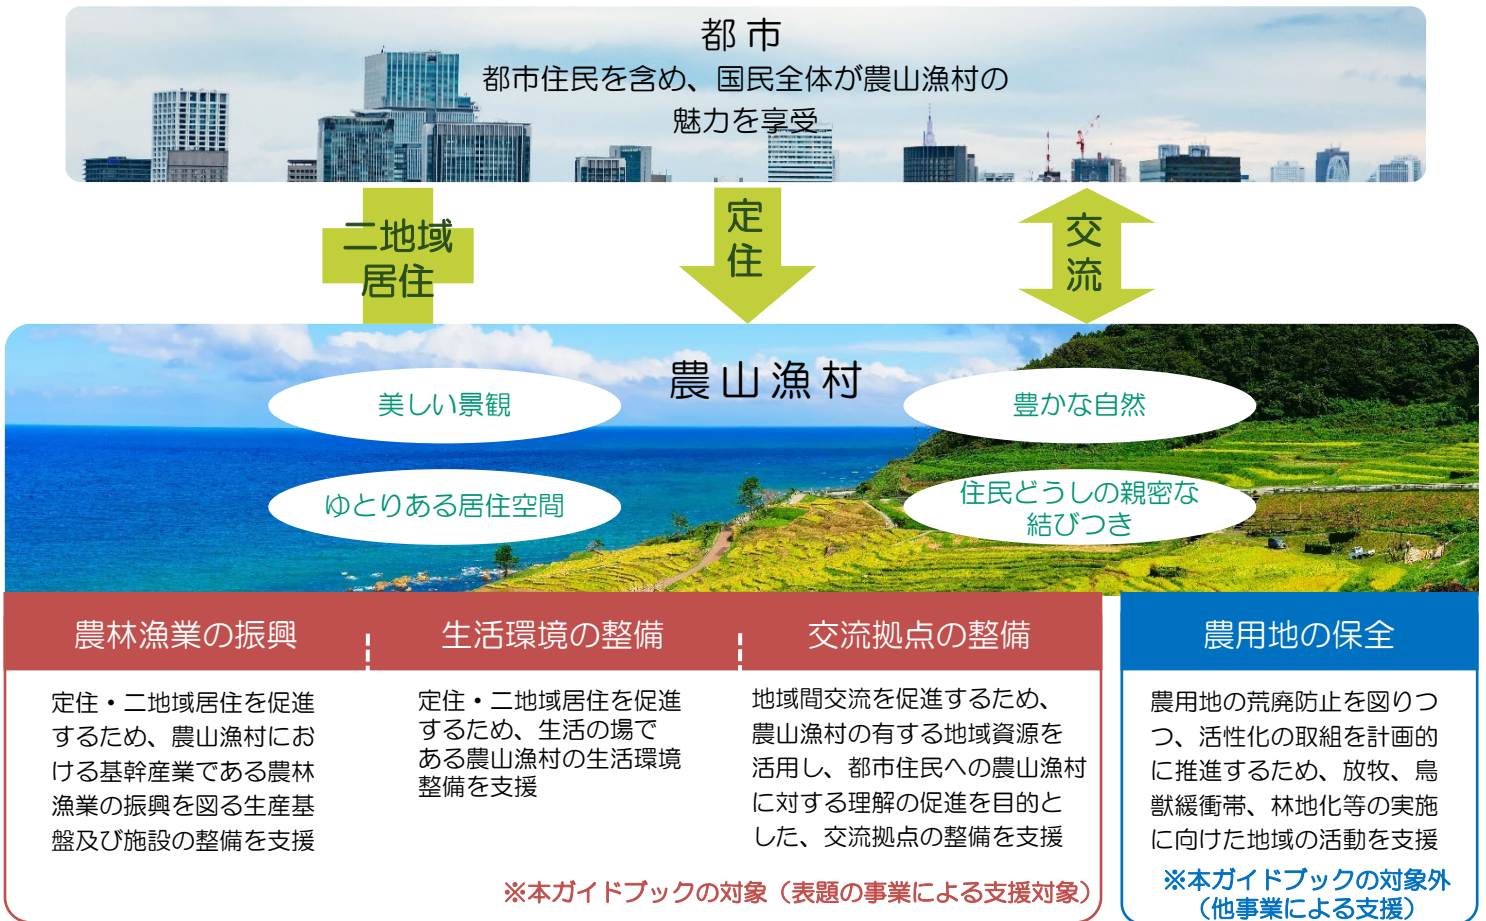 都市
都市住民を含め、国民全体が農山漁村の
魅力を享受
二地域
居住
定
住
交
流
農山漁村
美しい景観
豊かな自然
ゆとりある居住空間
住民どうしの親密な
結びつき
農林漁業の振興
定住・二地域居住を促進
するため、農山漁村にお
ける基幹産業である農林
漁業の振興を図る生産基
盤及び施設の整備を支援
生活環境の整備
定住・二地域居住を促進
するため、生活の場で
ある農山漁村の生活環境
整備を支援
交流拠点の整備
地域間交流を促進するため、
農山漁村の有する地域資源を
活用し、都市住民への農山漁村
に対する理解の促進を目的と
した、交流拠点の整備を支援
※本ガイドブックの対象（表題の事業による支援対象）
農用地の保全
農用地の荒廃防止を図りつ
つ、活性化の取組を計画的
に推進するため、放牧、鳥
獣緩衝帯、林地化等の実施
に向けた地域の活動を支援
※本ガイドブックの対象外
（他事業による支援）